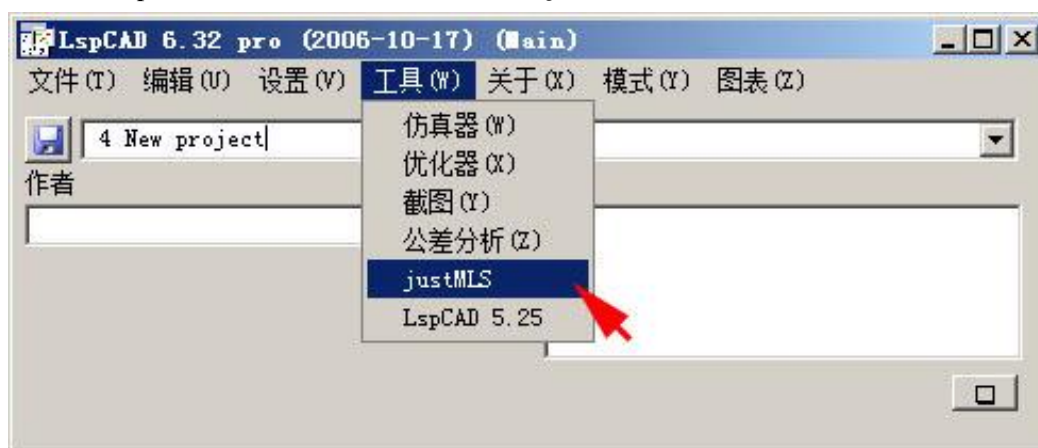 LspCAD 6.32 pro (2006-10-17) (Main)
文件(T) 编辑(U) 设置(V) 工具(W) 关于(X) 模式(Y) 图表(Z)
4 New project
仿真器(W)
优化器(X)
作者
截图(Y)
公差分析(Z)
justMLS
LspCAD 5.25